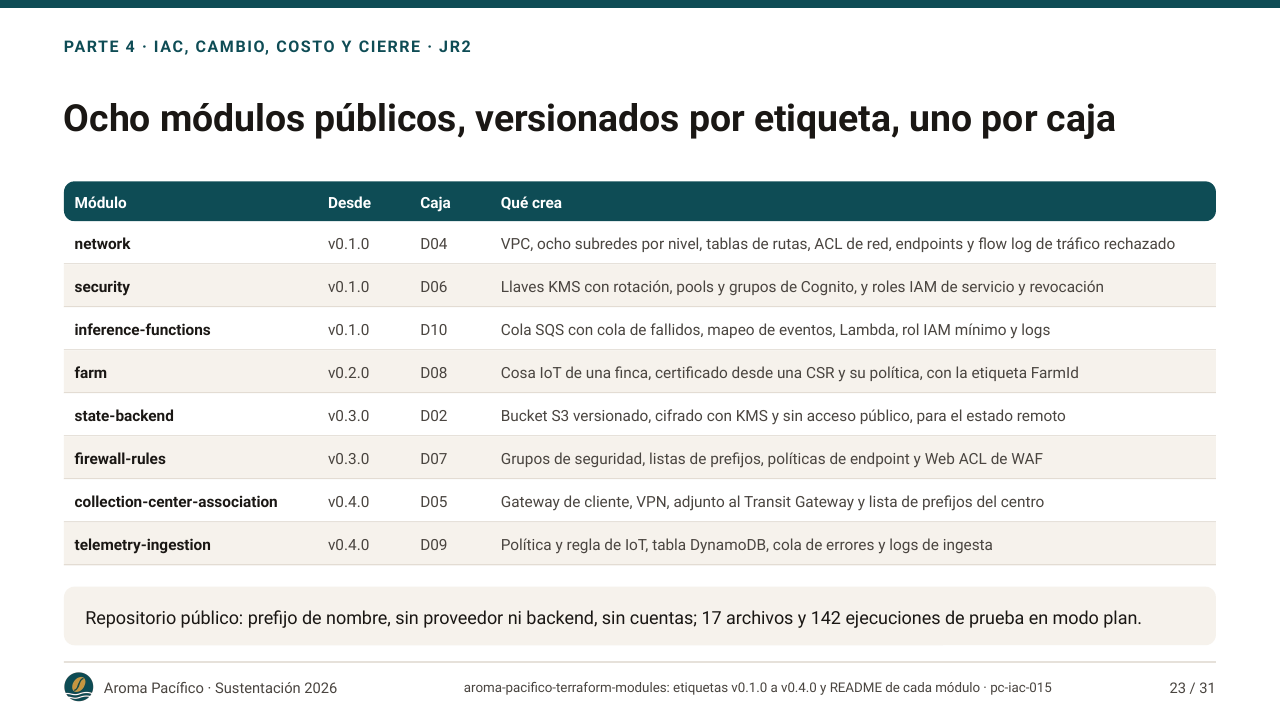 PARTE 4 · IAC, CAMBIO, COSTO Y CIERRE · JR2
Ocho módulos públicos, versionados por etiqueta, uno por caja
Módulo Desde Caja Qué crea
network v0.1.0 D04 VPC, ocho subredes por nivel, tablas de rutas, ACL de red, endpoints y flow log de tráfico rechazado
security v0.1.0 D06 Llaves KMS con rotación, pools y grupos de Cognito, y roles IAM de servicio y revocación
inference-functions v0.1.0 D10 Cola SQS con cola de fallidos, mapeo de eventos, Lambda, rol IAM mínimo y logs
farm v0.2.0 D08 Cosa IoT de una finca, certificado desde una CSR y su política, con la etiqueta FarmId
state-backend v0.3.0 D02 Bucket S3 versionado, cifrado con KMS y sin acceso público, para el estado remoto
firewall-rules v0.3.0 D07 Grupos de seguridad, listas de prefijos, políticas de endpoint y Web ACL de WAF
collection-center-association v0.4.0 D05 Gateway de cliente, VPN, adjunto al Transit Gateway y lista de prefijos del centro
telemetry-ingestion v0.4.0 D09 Política y regla de IoT, tabla DynamoDB, cola de errores y logs de ingesta
Repositorio público: prefijo de nombre, sin proveedor ni backend, sin cuentas; 17 archivos y 142 ejecuciones de prueba en modo plan.
Aroma Pacífico · Sustentación 2026 aroma-pacifico-terraform-modules: etiquetas v0.1.0 a v0.4.0 y README de cada módulo · pc-iac-015 23 / 31